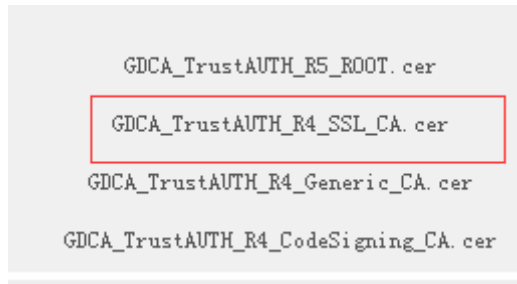 GDCA_TrustAUTH_R5_ROOT.cer
GDCA_TrustAUTH_R4_SSL_CA.cer
GDCA_TrustAUTH_R4_Generic_CA.cer
GDCA_TrustAUTH_R4_CodeSigning_CA.cer